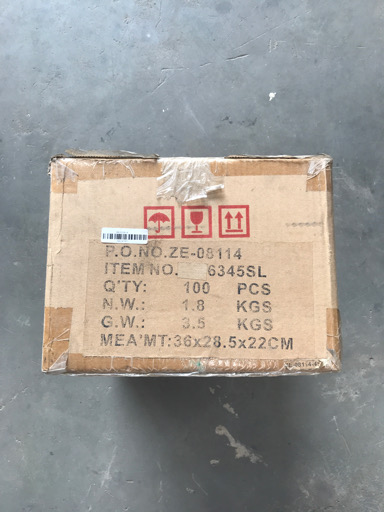 P.O.NO.ZE-08114
ITEM NO. 6345SL
Q'TY: 100 PCS
N.W.: 1.8 KGS
G.W.: 3.5 KGS
MEA'MT:36x28.5x22CM